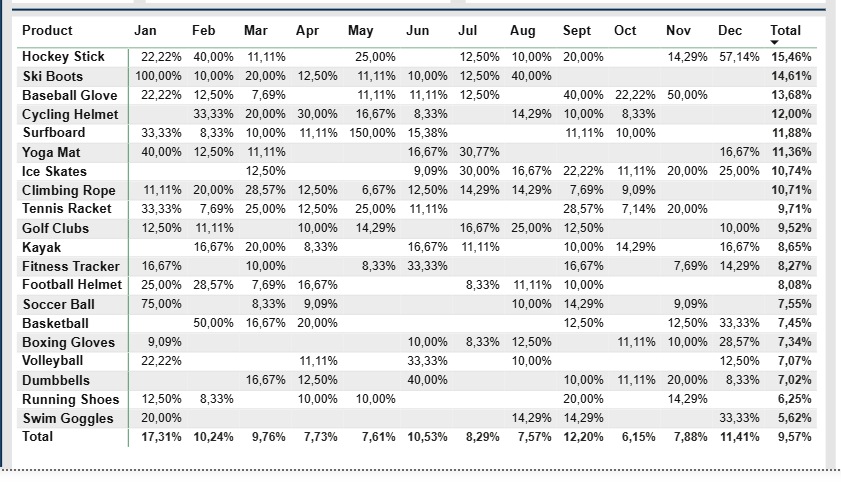 Product Jan Feb Mar Apr May Jun Jul Aug Sept Oct Nov Dec Total
Hockey Stick 22,22% 40,00% 11,11% 25,00% 12,50% 10,00% 20,00% 14,29% 57,14% 15,46%
Ski Boots 100,00% 10,00% 20,00% 12,50% 11,11% 10,00% 12,50% 40,00% 14,61%
Baseball Glove 22,22% 12,50% 7,69% 11,11% 11,11% 12,50% 40,00% 22,22% 50,00% 13,68%
Cycling Helmet 33,33% 20,00% 30,00% 16,67% 8,33% 14,29% 10,00% 8,33% 12,00%
Surfboard 33,33% 8,33% 10,00% 11,11% 150,00% 15,38% 11,11% 10,00% 11,88%
Yoga Mat 40,00% 12,50% 11,11% 16,67% 30,77% 16,67% 11,36%
Ice Skates 12,50% 9,09% 30,00% 16,67% 22,22% 11,11% 20,00% 25,00% 10,74%
Climbing Rope 11,11% 20,00% 28,57% 12,50% 6,67% 12,50% 14,29% 14,29% 7,69% 9,09% 10,71%
Tennis Racket 33,33% 7,69% 25,00% 12,50% 25,00% 11,11% 28,57% 7,14% 20,00% 9,71%
Golf Clubs 12,50% 11,11% 10,00% 14,29% 16,67% 25,00% 12,50% 10,00% 9,52%
Kayak 16,67% 20,00% 8,33% 16,67% 11,11% 10,00% 14,29% 16,67% 8,65%
Fitness Tracker 16,67% 10,00% 8,33% 33,33% 16,67% 7,69% 14,29% 8,27%
Football Helmet 25,00% 28,57% 7,69% 16,67% 8,33% 11,11% 10,00% 8,08%
Soccer Ball 75,00% 8,33% 9,09% 10,00% 14,29% 9,09% 7,55%
Basketball 50,00% 16,67% 20,00% 12,50% 12,50% 33,33% 7,45%
Boxing Gloves 9,09% 10,00% 8,33% 12,50% 11,11% 10,00% 28,57% 7,34%
Volleyball 22,22% 11,11% 33,33% 10,00% 12,50% 7,07%
Dumbbells 16,67% 12,50% 40,00% 10,00% 11,11% 20,00% 8,33% 7,02%
Running Shoes 12,50% 8,33% 10,00% 10,00% 20,00% 14,29% 6,25%
Swim Goggles 20,00% 14,29% 14,29% 33,33% 5,62%
Total 17,31% 10,24% 9,76% 7,73% 7,61% 10,53% 8,29% 7,57% 12,20% 6,15% 7,88% 11,41% 9,57%